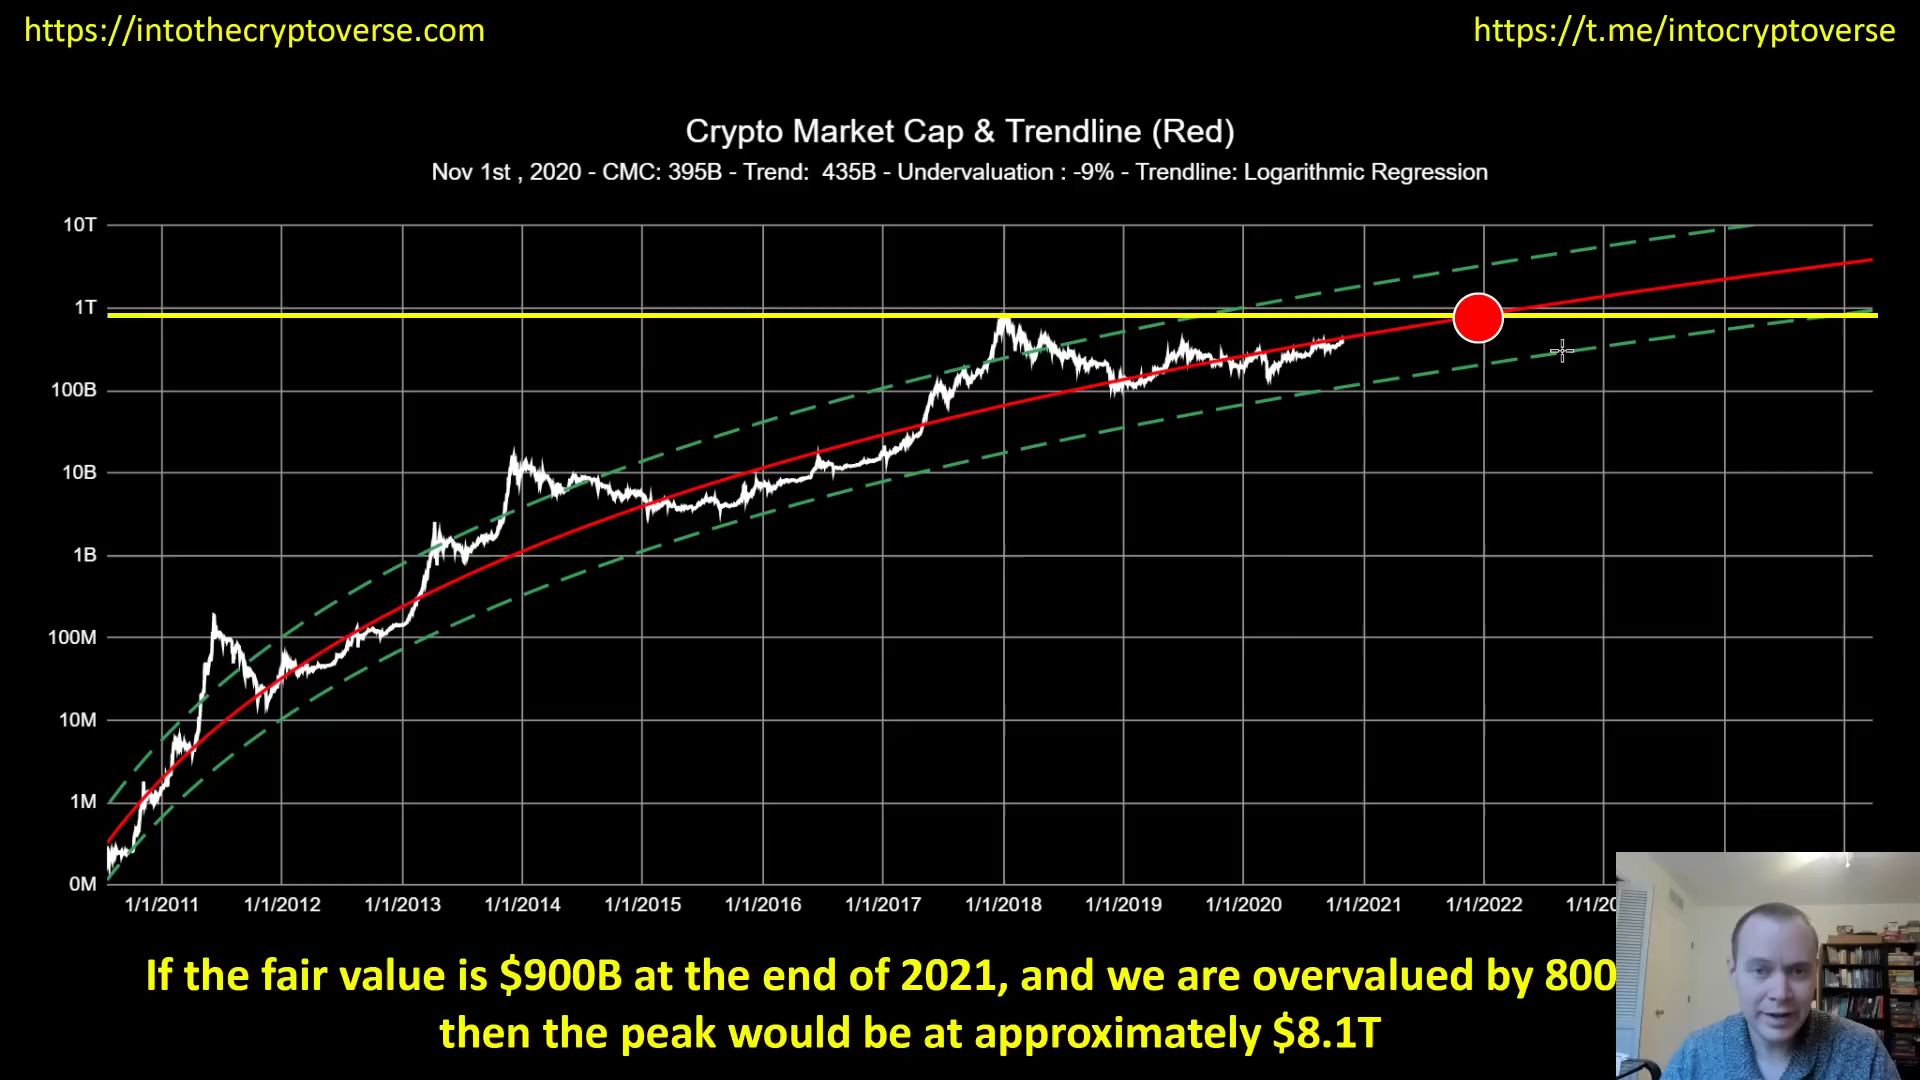 https://intothecryptoverse.com
https://t.me/intocryptoverse
Crypto Market Cap & Trendline (Red)
Nov 1st , 2020 - CMC: 395B - Trend: 435B - Undervaluation : -9% - Trendline: Logarithmic Regression
10T
1T
100B
10B
1B
100M
10M
1M
0M
1/1/2011 1/1/2012 1/1/2013 1/1/2014 1/1/2015 1/1/2016 1/1/2017 1/1/2018 1/1/2019 1/1/2020 1/1/2021 1/1/2022
If the fair value is $900B at the end of 2021, and we are overvalued by 800
then the peak would be at approximately $8.1T